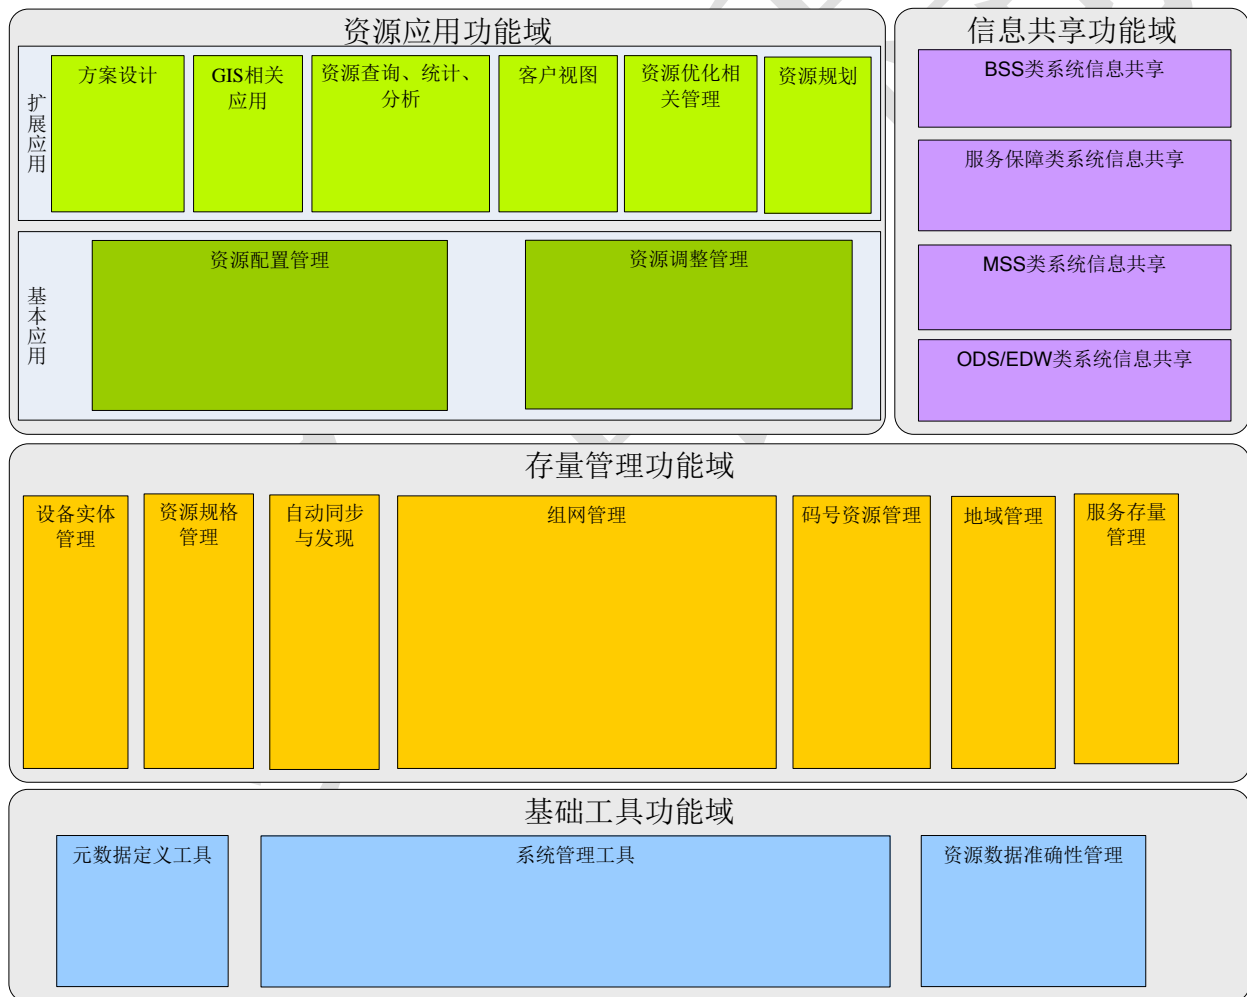 资源应用功能域
扩展应用
方案设计
GIS相关
应用
资源查询、统计、
分析
客户视图
资源优化相
关管理
资源规划
基本应用
资源配置管理
资源调整管理
信息共享功能域
BSS类系统信息共享
服务保障类系统信息共享
MSS类系统信息共享
ODS/EDW类系统信息共享
存量管理功能域
设备实体
管理
资源规格
管理
自动同步
与发现
组网管理
码号资源管理
地域管理
服务存量
管理
基础工具功能域
元数据定义工具
系统管理工具
资源数据准确性管理